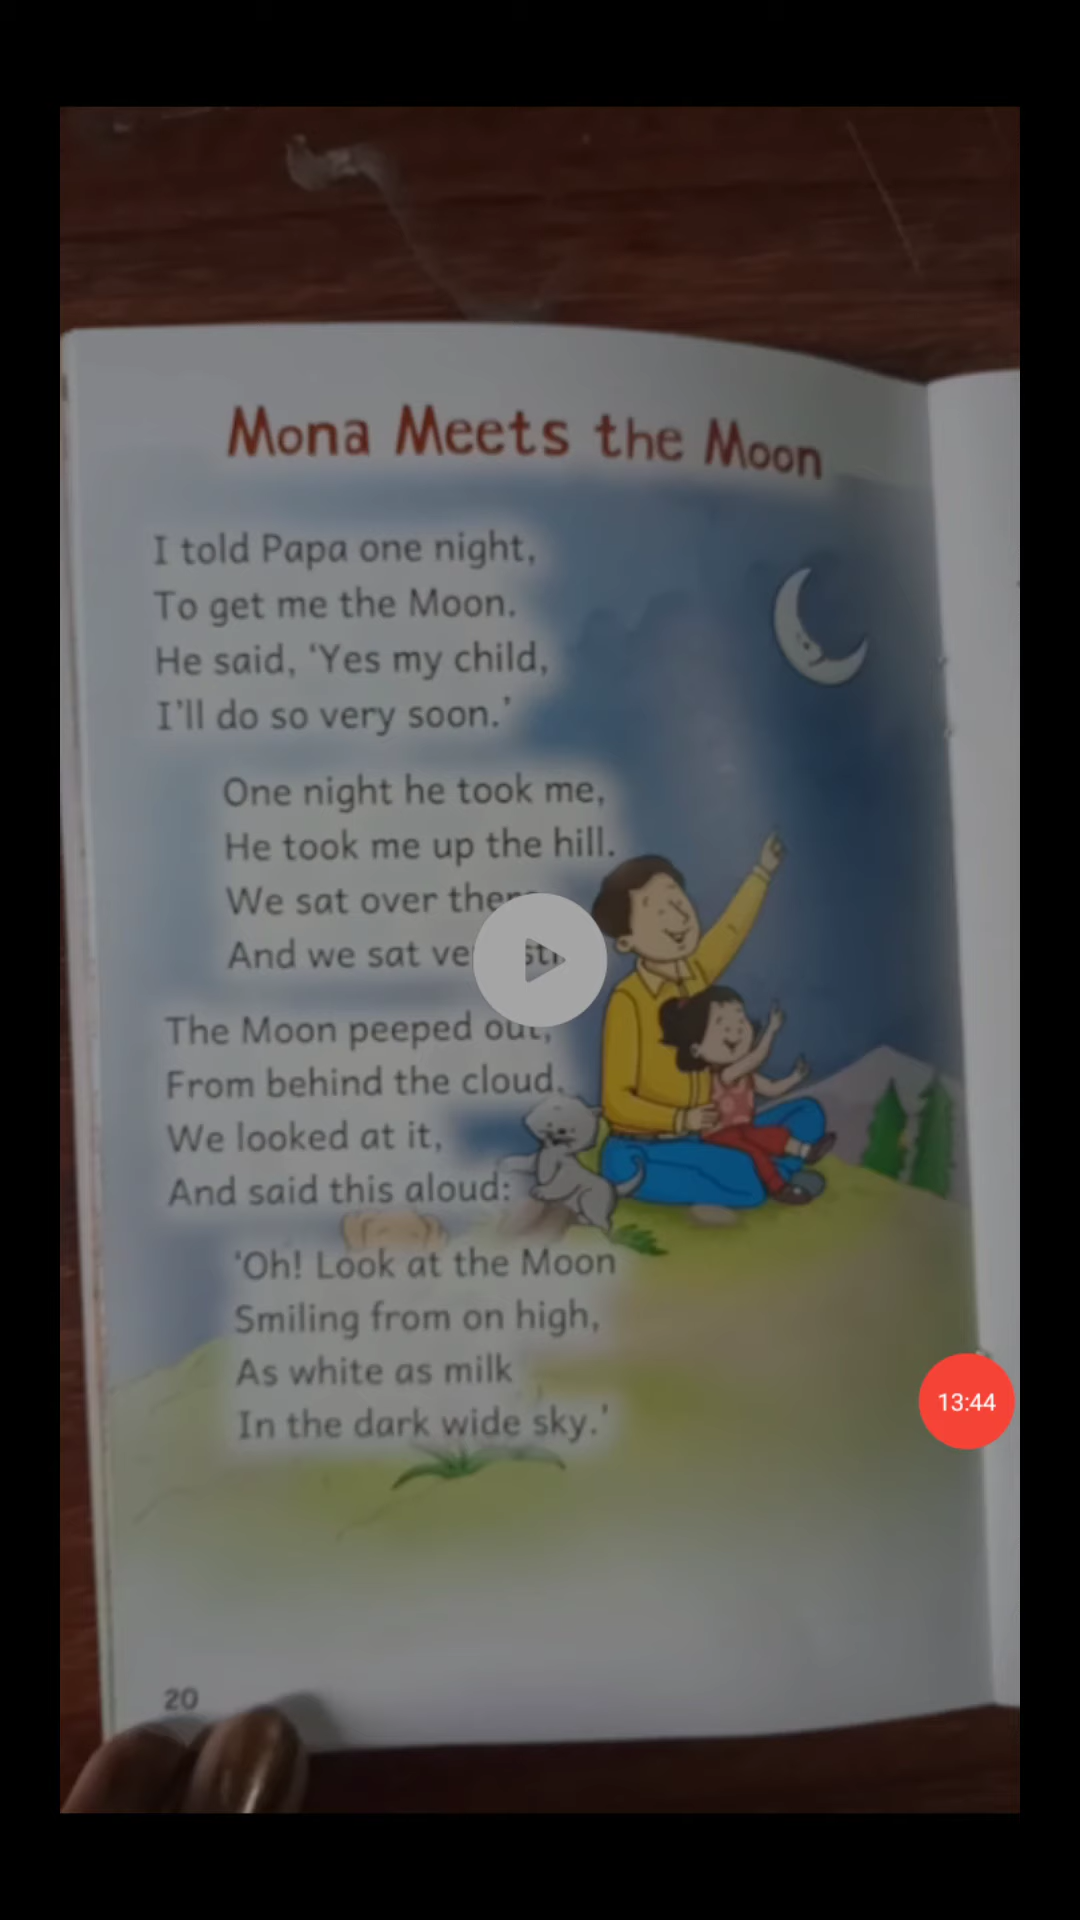 Mona Meets the Moon
I told Papa one night,
To get me the Moon.
He said, ‘Yes my child,
I'll do so very soon.’
One night he took me,
He took me up the hill.
We sat over there
And we sat very
The Moon peeped out,
From behind the cloud.
We looked at it,
And said this aloud:
‘Oh! Look at the Moon
Smiling from on high,
As white as milk
In the dark wide sky.’
13:44
20